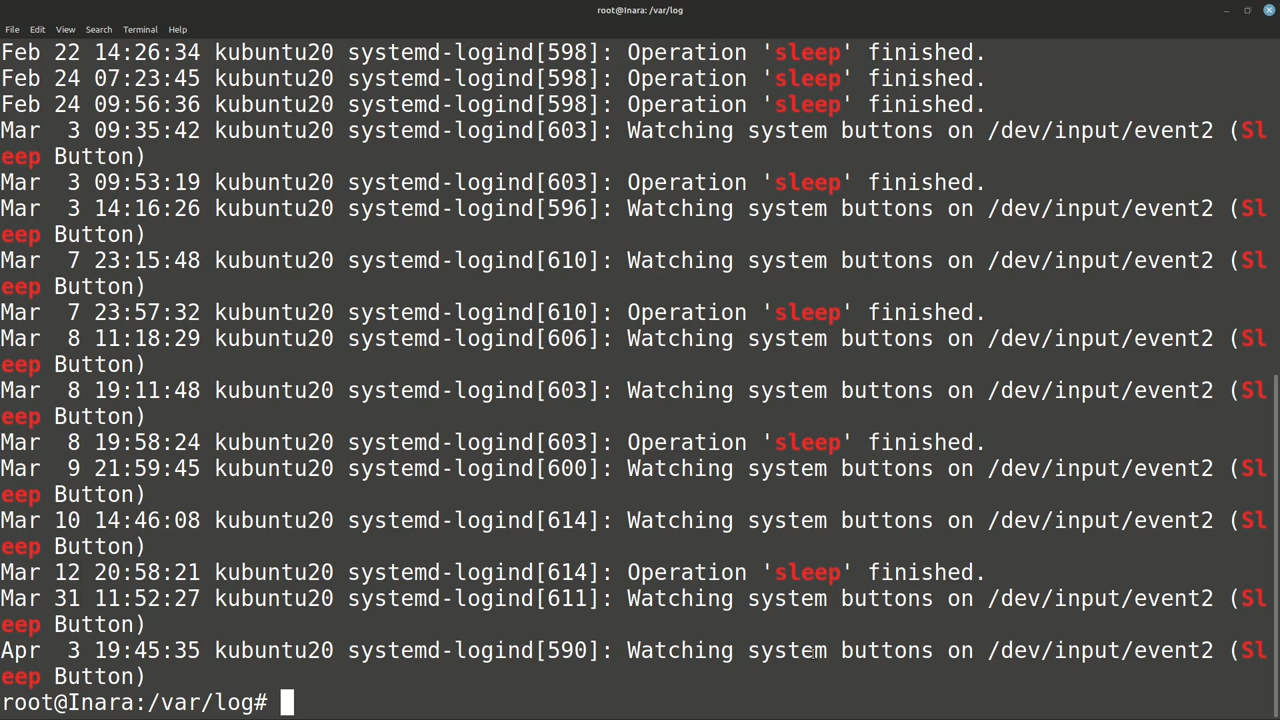 root@Inara: /var/log
File Edit View Search Terminal Help
Feb 22 14:26:34 kubuntu20 systemd-logind[598]: Operation 'sleep' finished.
Feb 24 07:23:45 kubuntu20 systemd-logind[598]: Operation 'sleep' finished.
Feb 24 09:56:36 kubuntu20 systemd-logind[598]: Operation 'sleep' finished.
Mar  3 09:35:42 kubuntu20 systemd-logind[603]: Watching system buttons on /dev/input/event2 (Sl
eep Button)
Mar  3 09:53:19 kubuntu20 systemd-logind[603]: Operation 'sleep' finished.
Mar  3 14:16:26 kubuntu20 systemd-logind[596]: Watching system buttons on /dev/input/event2 (Sl
eep Button)
Mar  7 23:15:48 kubuntu20 systemd-logind[610]: Watching system buttons on /dev/input/event2 (Sl
eep Button)
Mar  7 23:57:32 kubuntu20 systemd-logind[610]: Operation 'sleep' finished.
Mar  8 11:18:29 kubuntu20 systemd-logind[606]: Watching system buttons on /dev/input/event2 (Sl
eep Button)
Mar  8 19:11:48 kubuntu20 systemd-logind[603]: Watching system buttons on /dev/input/event2 (Sl
eep Button)
Mar  8 19:58:24 kubuntu20 systemd-logind[603]: Operation 'sleep' finished.
Mar  9 21:59:45 kubuntu20 systemd-logind[600]: Watching system buttons on /dev/input/event2 (Sl
eep Button)
Mar 10 14:46:08 kubuntu20 systemd-logind[614]: Watching system buttons on /dev/input/event2 (Sl
eep Button)
Mar 12 20:58:21 kubuntu20 systemd-logind[614]: Operation 'sleep' finished.
Mar 31 11:52:27 kubuntu20 systemd-logind[611]: Watching system buttons on /dev/input/event2 (Sl
eep Button)
Apr  3 19:45:35 kubuntu20 systemd-logind[590]: Watching system buttons on /dev/input/event2 (Sl
eep Button)
root@Inara:/var/log#